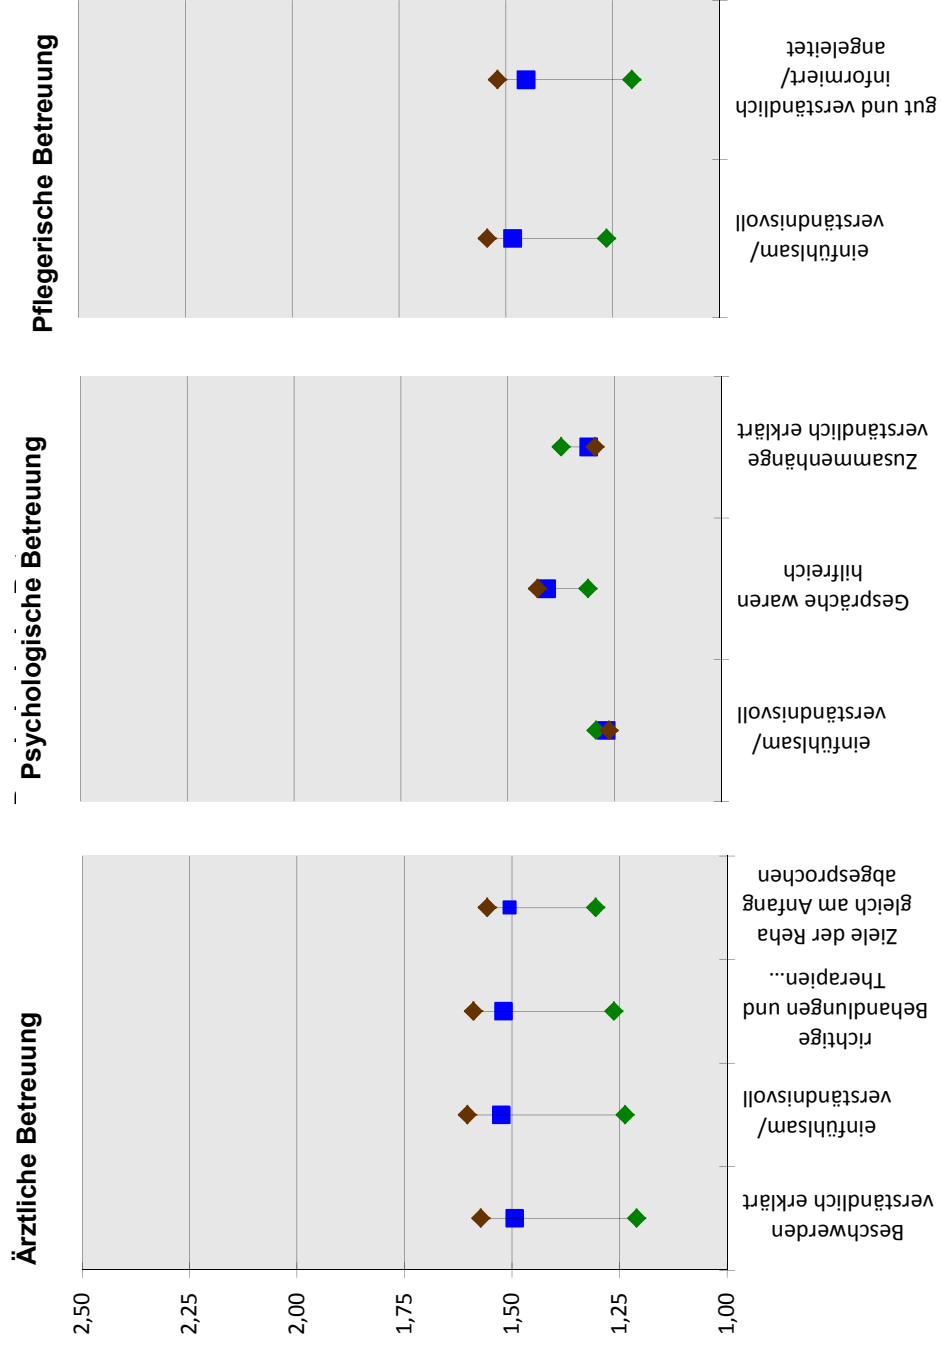 Ärztliche Betreuung
Psychologische Betreuung
Pflegerische Betreuung
2,50
2,25
2,00
1,75
1,50
1,25
1,00
Beschwerden
verständlich erklärt
einfühlsam/
verständnisvoll
richtige
Behandlungen und
Therapien...
Ziele der Reha
gleich am Anfang
abgesprochen
einfühlsam/
verständnisvoll
Gespräche waren
hilfreich
Zusammenhänge
verständlich erklärt
einfühlsam/
verständnisvoll
gut und verständlich
informiert/
angeleitet